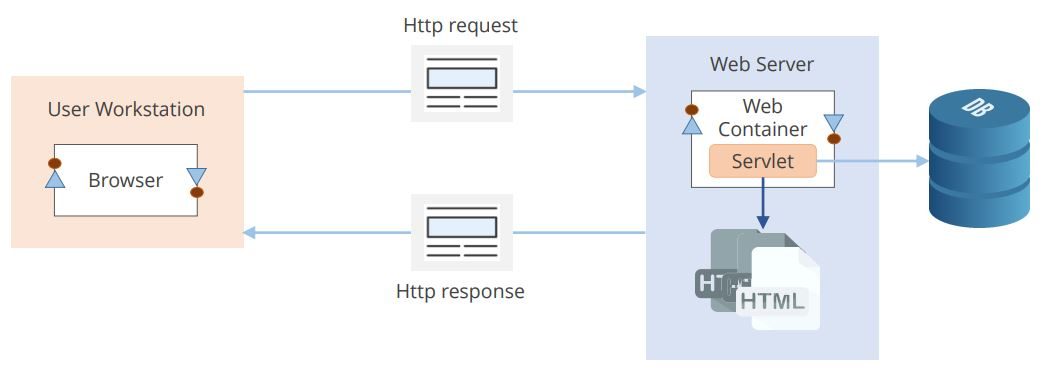 Http request
User Workstation
Browser
Http response
Web Server
Web
Container
Servlet
HTML
DB